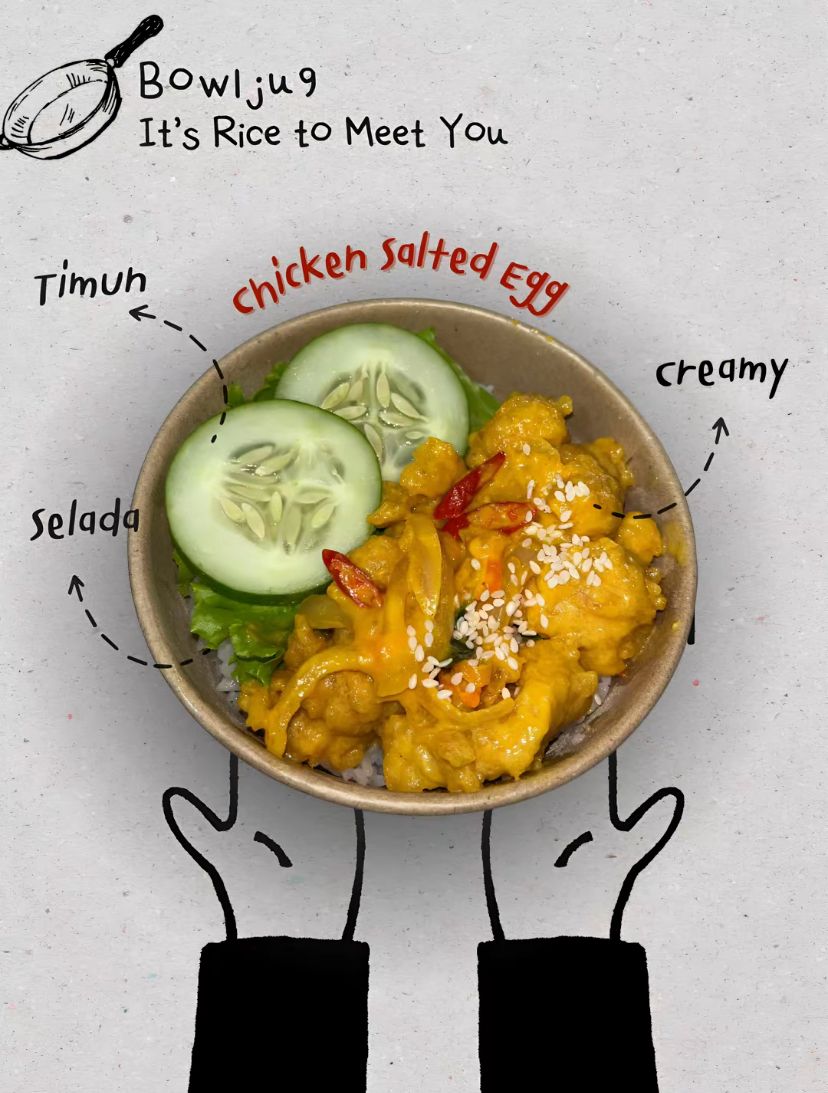 Bowljug
It's Rice to Meet You
chicken Salted Egg
Timun
creamy
Selada